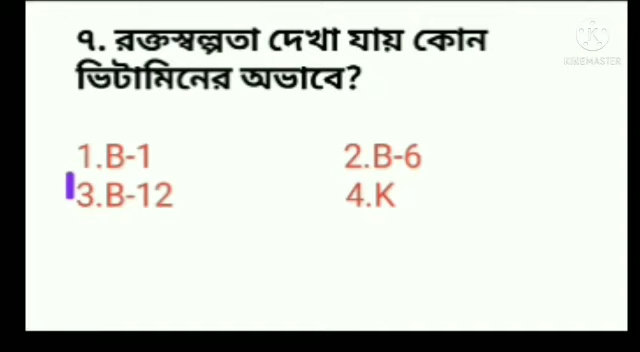 ৭. রক্তস্বল্পতা দেখা যায় কোন
ভিটামিনের অভাবে?
KINEMASTER
1.B-1 2.B-6
3.B-12 4.K